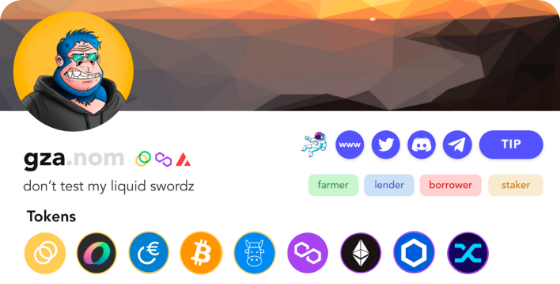 gza.nom
www
TIP
don't test my liquid swordz
farmer lender borrower staker
Tokens